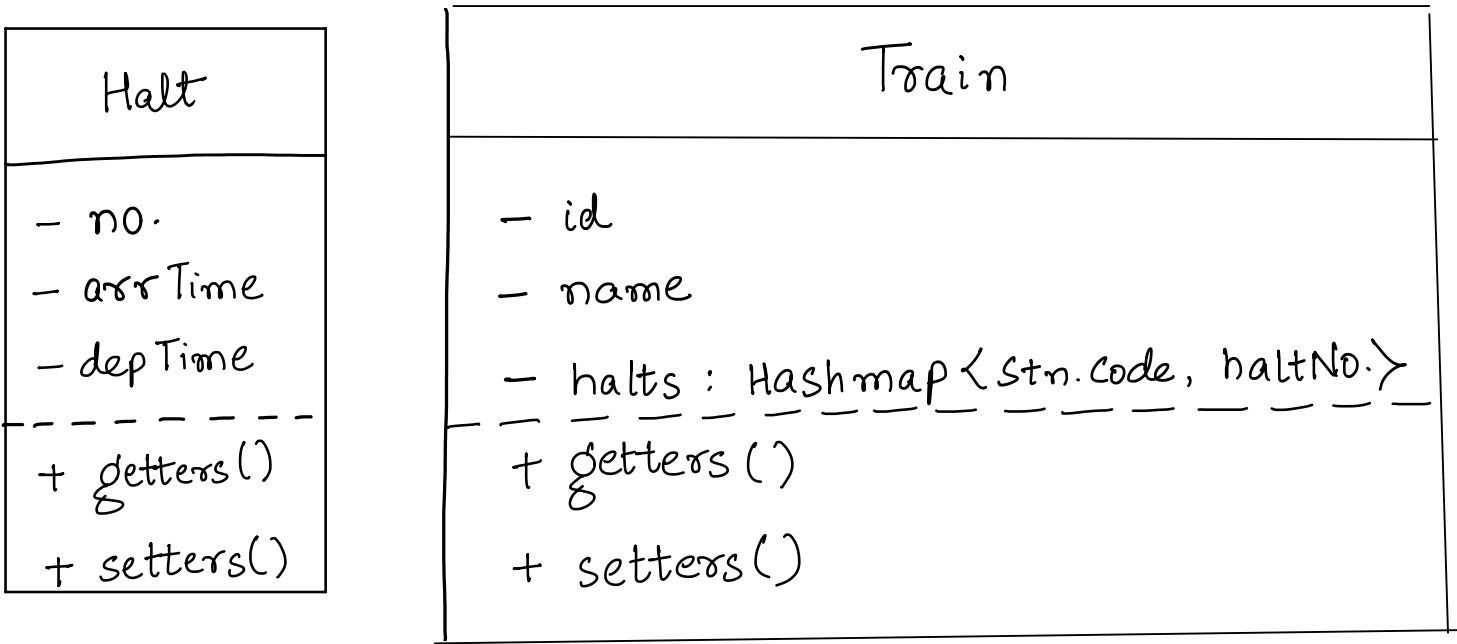 Halt
- no.
- arrTime
- depTime
+ getters()
+ setters()
Train
- id
- name
- halts : Hashmap<stn.code, haltNo.>
+ getters()
+ setters()